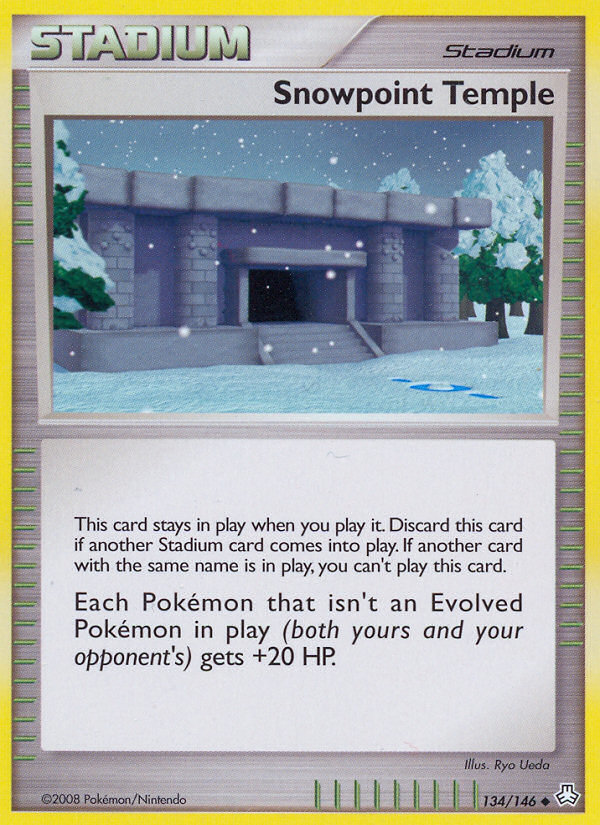 STADIUM
Stadium
Snowpoint Temple
This card stays in play when you play it. Discard this card
if another Stadium card comes into play. If another card
with the same name is in play, you can't play this card.
Each Pokémon that isn't an Evolved
Pokémon in play (both yours and your
opponent's) gets +20 HP.
Illus. Ryo Ueda
©2008 Pokémon/Nintendo
134/146